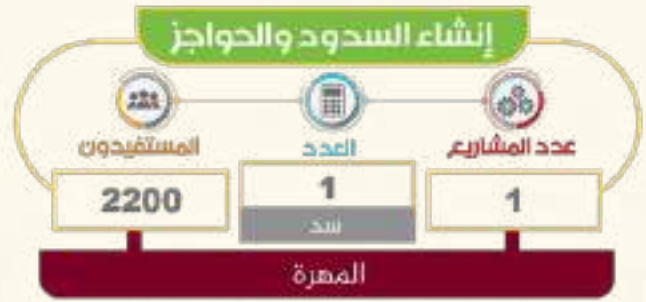 إنشاء السدود والحواجز
عدد المشاريع
العدد
المستفيدون
1
1
2200
سد
المهرة